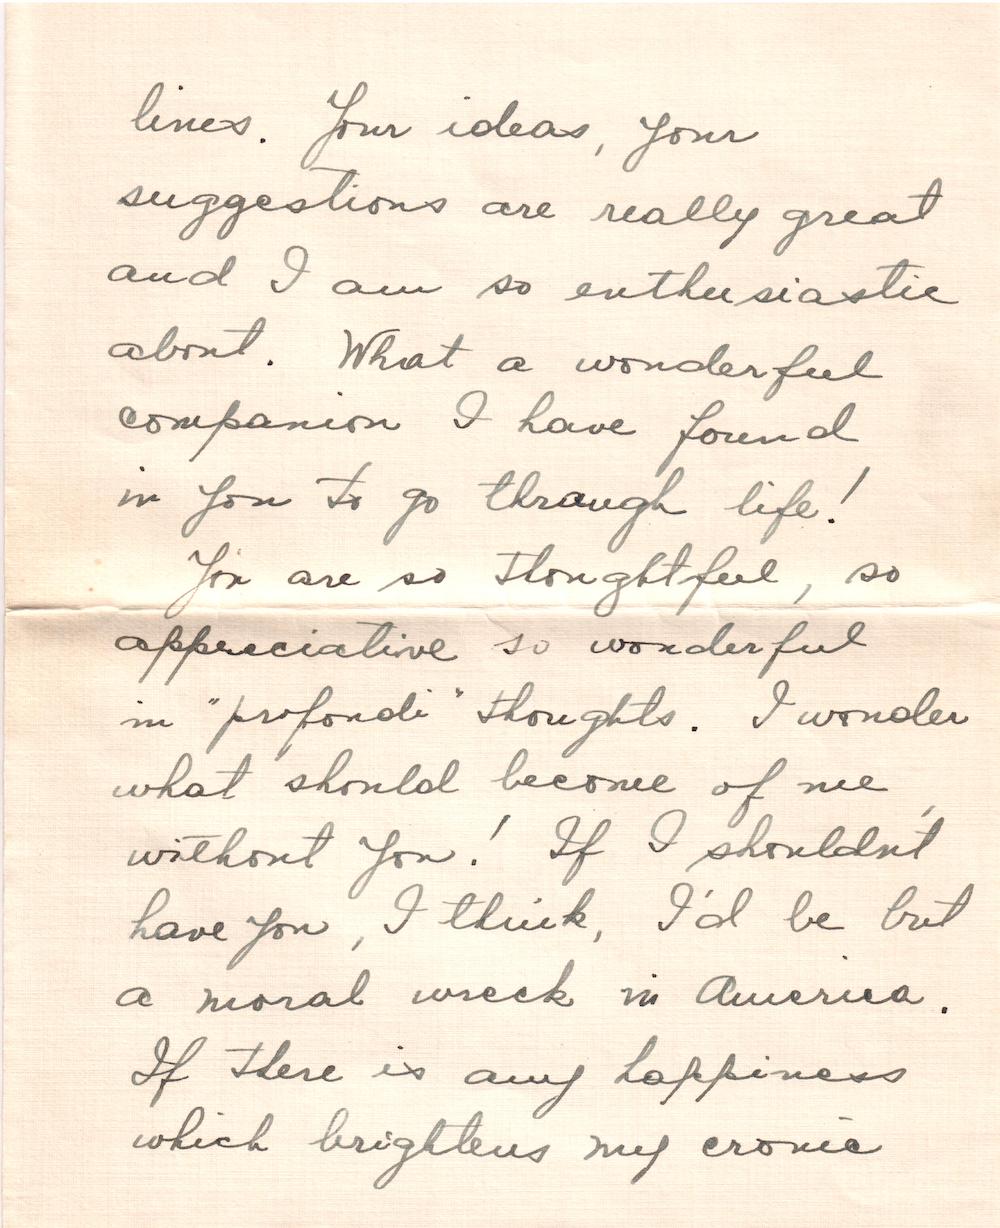 lines. Your ideas, your
suggestions are really great
and I am so enthusiastic
about. What a wonderful
companion I have found
in you to go through life!
You are so thoughtful, so
appreciative so wonderful
in "profondi" thoughts. I wonder
what should become of me,
without you! If I shouldn't
have you, I think, I'd be but
a moral wreck in America.
If there is any happiness
which brightens my cronic